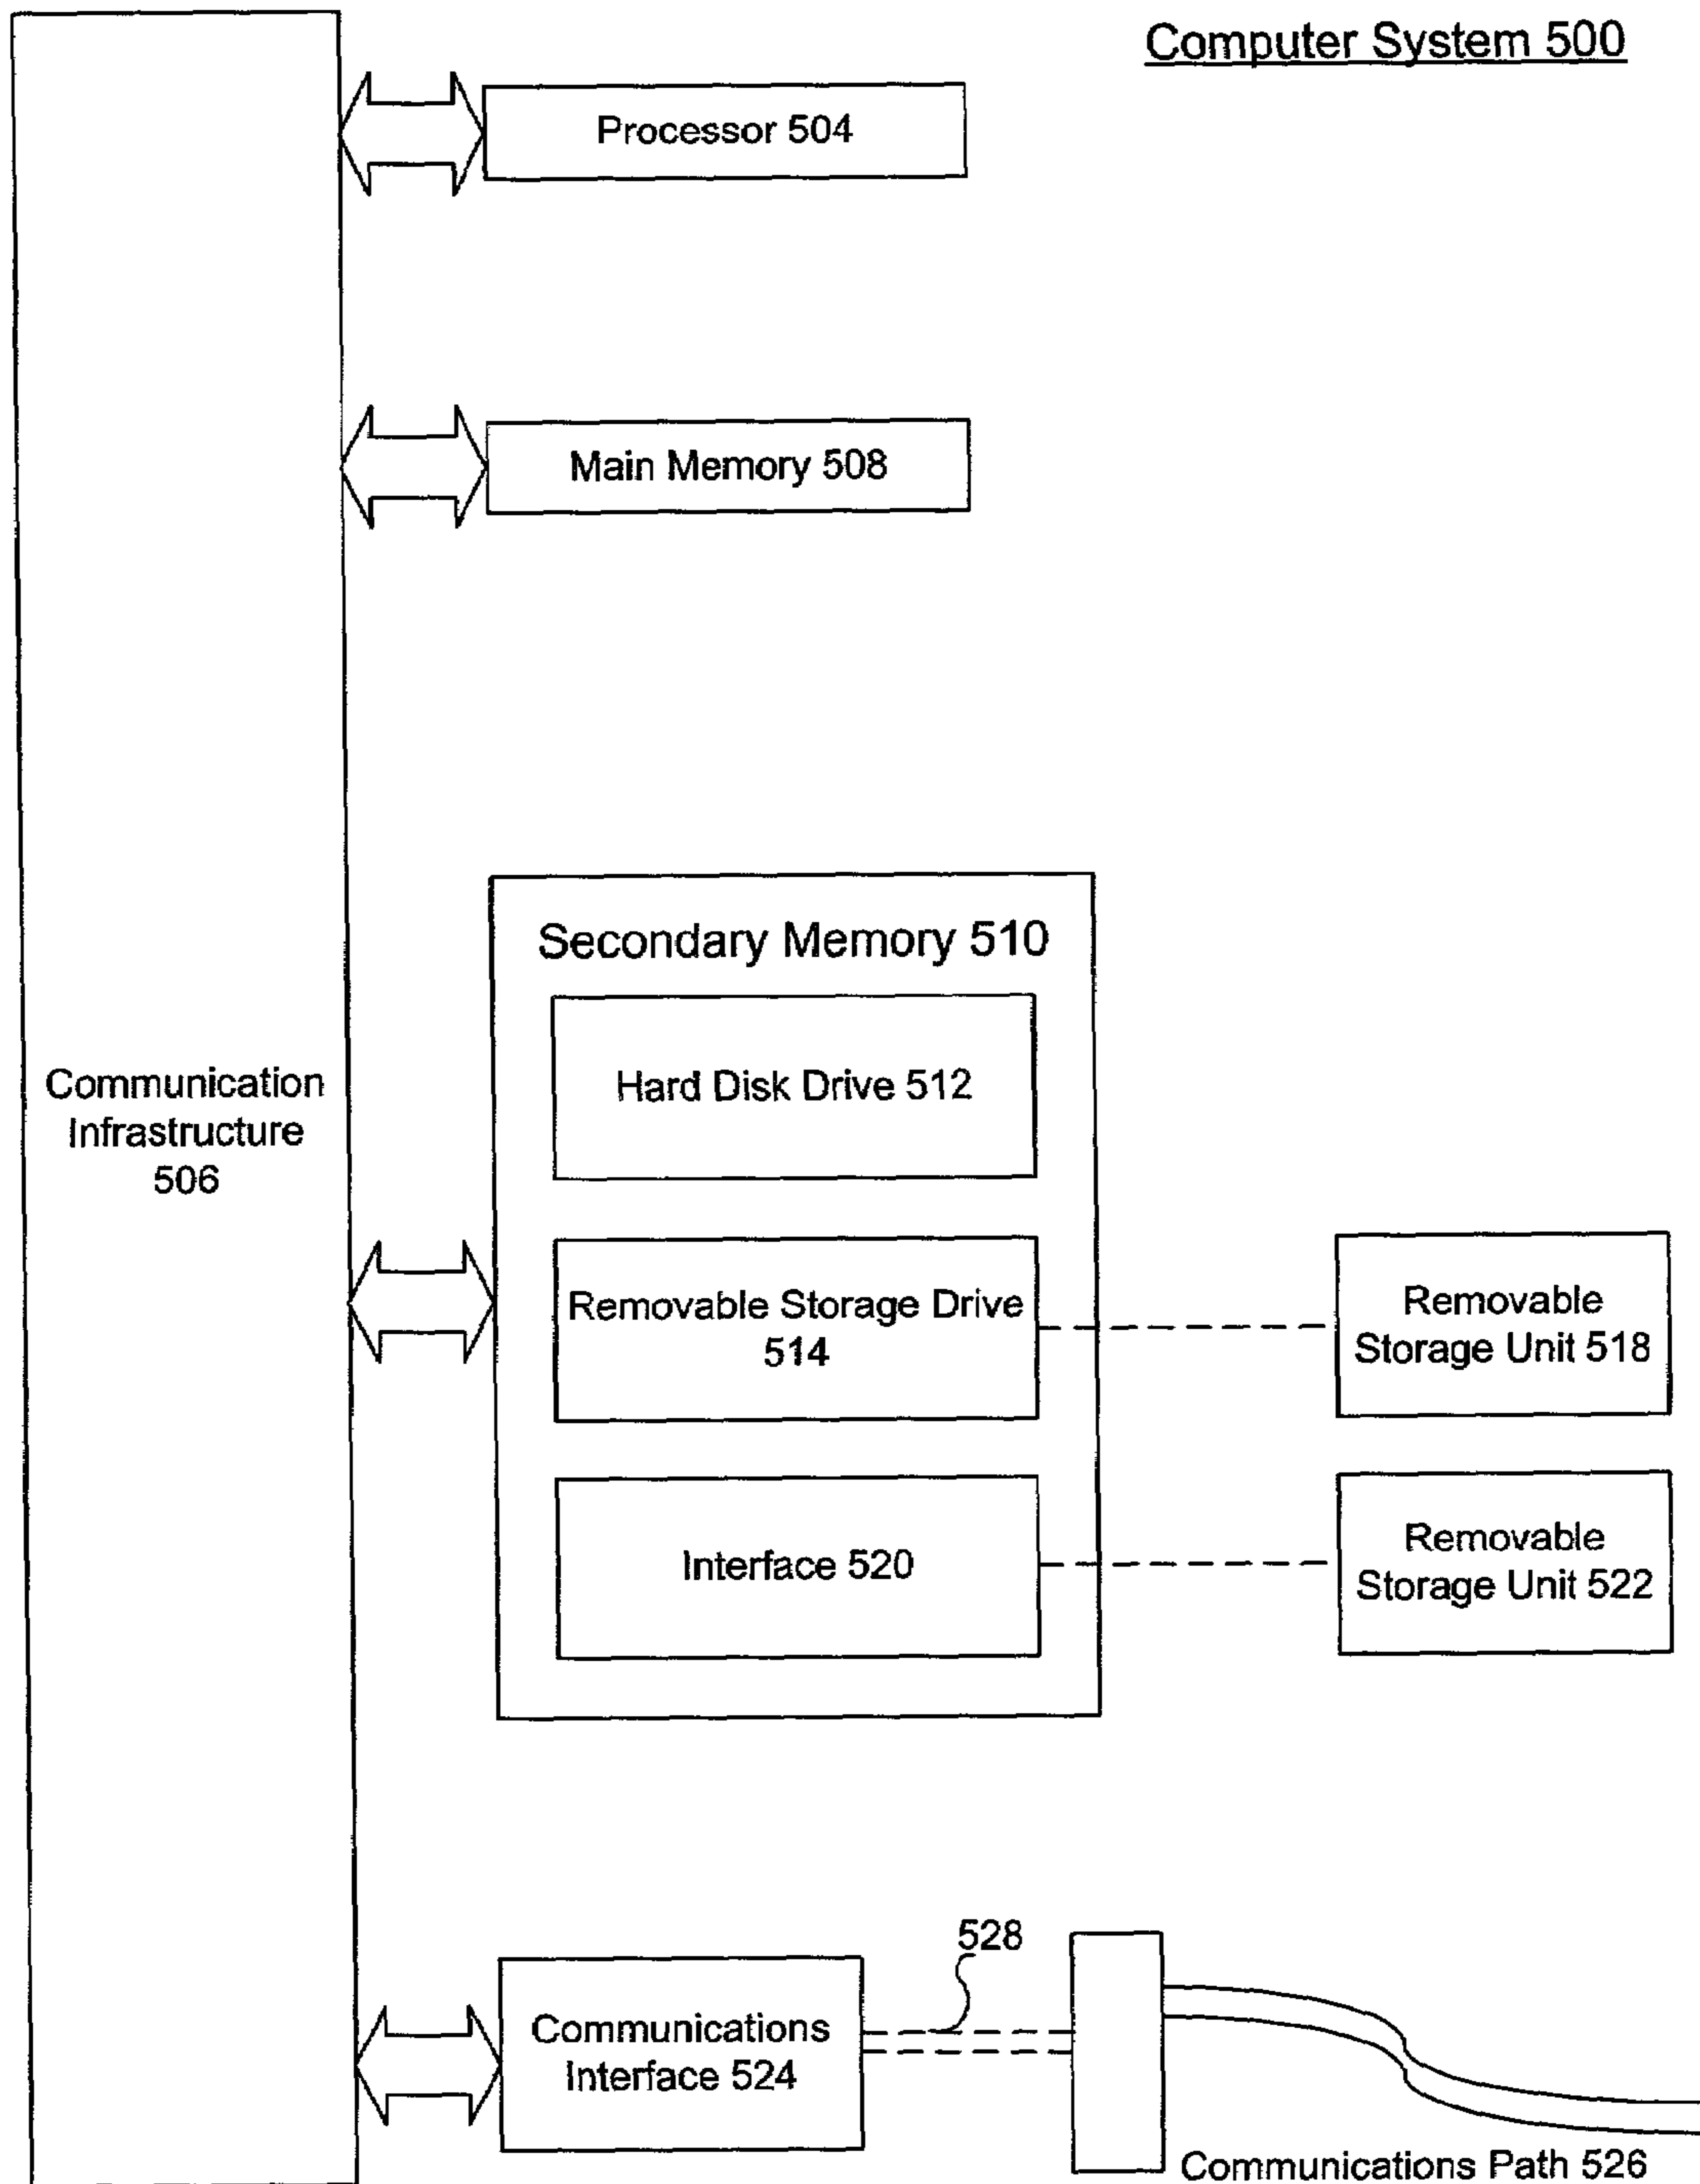 Computer System 500
Processor 504
Main Memory 508
Communication
Infrastructure
506
Secondary Memory 510
Hard Disk Drive 512
Removable Storage Drive
514
Interface 520
Removable
Storage Unit 518
Removable
Storage Unit 522
528
Communications
Interface 524
Communications Path 526